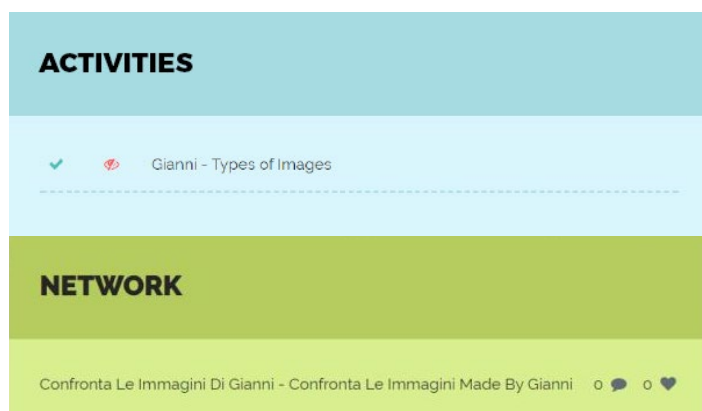 ACTIVITIES
Gianni - Types of Images
NETWORK
Confronta Le Immagini Di Gianni - Confronta Le Immagini Made By Gianni 0 0